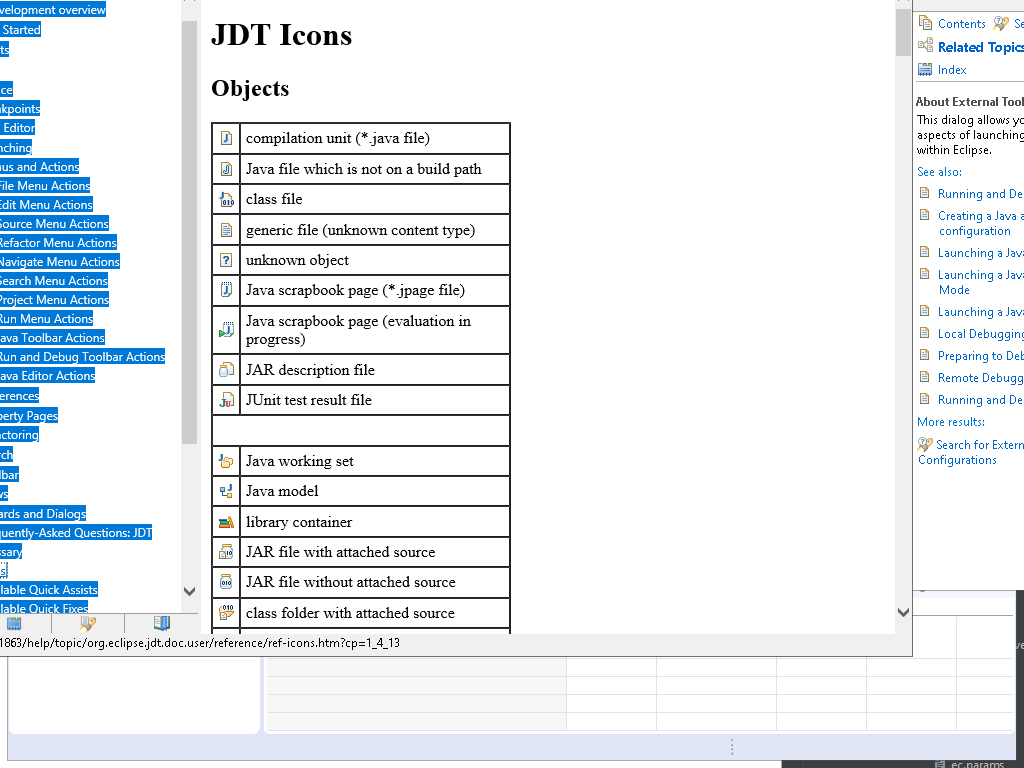 velopment overview
Started
ts
ce
kpoints
Editor
nching
us and Actions
File Menu Actions
Edit Menu Actions
Source Menu Actions
Refactor Menu Actions
Navigate Menu Actions
Search Menu Actions
Project Menu Actions
Run Menu Actions
ava Toolbar Actions
Run and Debug Toolbar Actions
ava Editor Actions
erences
perty Pages
actoring
rch
lbar
ws
ards and Dialogs
quently-Asked Questions: JDT
ssary
s
lable Quick Assists
lable Quick Fixes
JDT Icons
Objects
compilation unit (*.java file)
Java file which is not on a build path
class file
generic file (unknown content type)
unknown object
Java scrapbook page (*.jpage file)
Java scrapbook page (evaluation in
progress)
JAR description file
JUnit test result file
Java working set
Java model
library container
JAR file with attached source
JAR file without attached source
class folder with attached source
1863/help/topic/org.eclipse.jdt.doc.user/reference/ref-icons.htm?cp=1_4_13
Contents Se
Related Topics
Index
About External Tool
This dialog allows yo
aspects of launching
within Eclipse.
See also:
Running and De
Creating a Java a
configuration
Launching a Java
Launching a Java
Mode
Launching a Java
Local Debugging
Preparing to Deb
Remote Debugg
Running and De
More results:
Search for Extern
Configurations
ve
ec.params